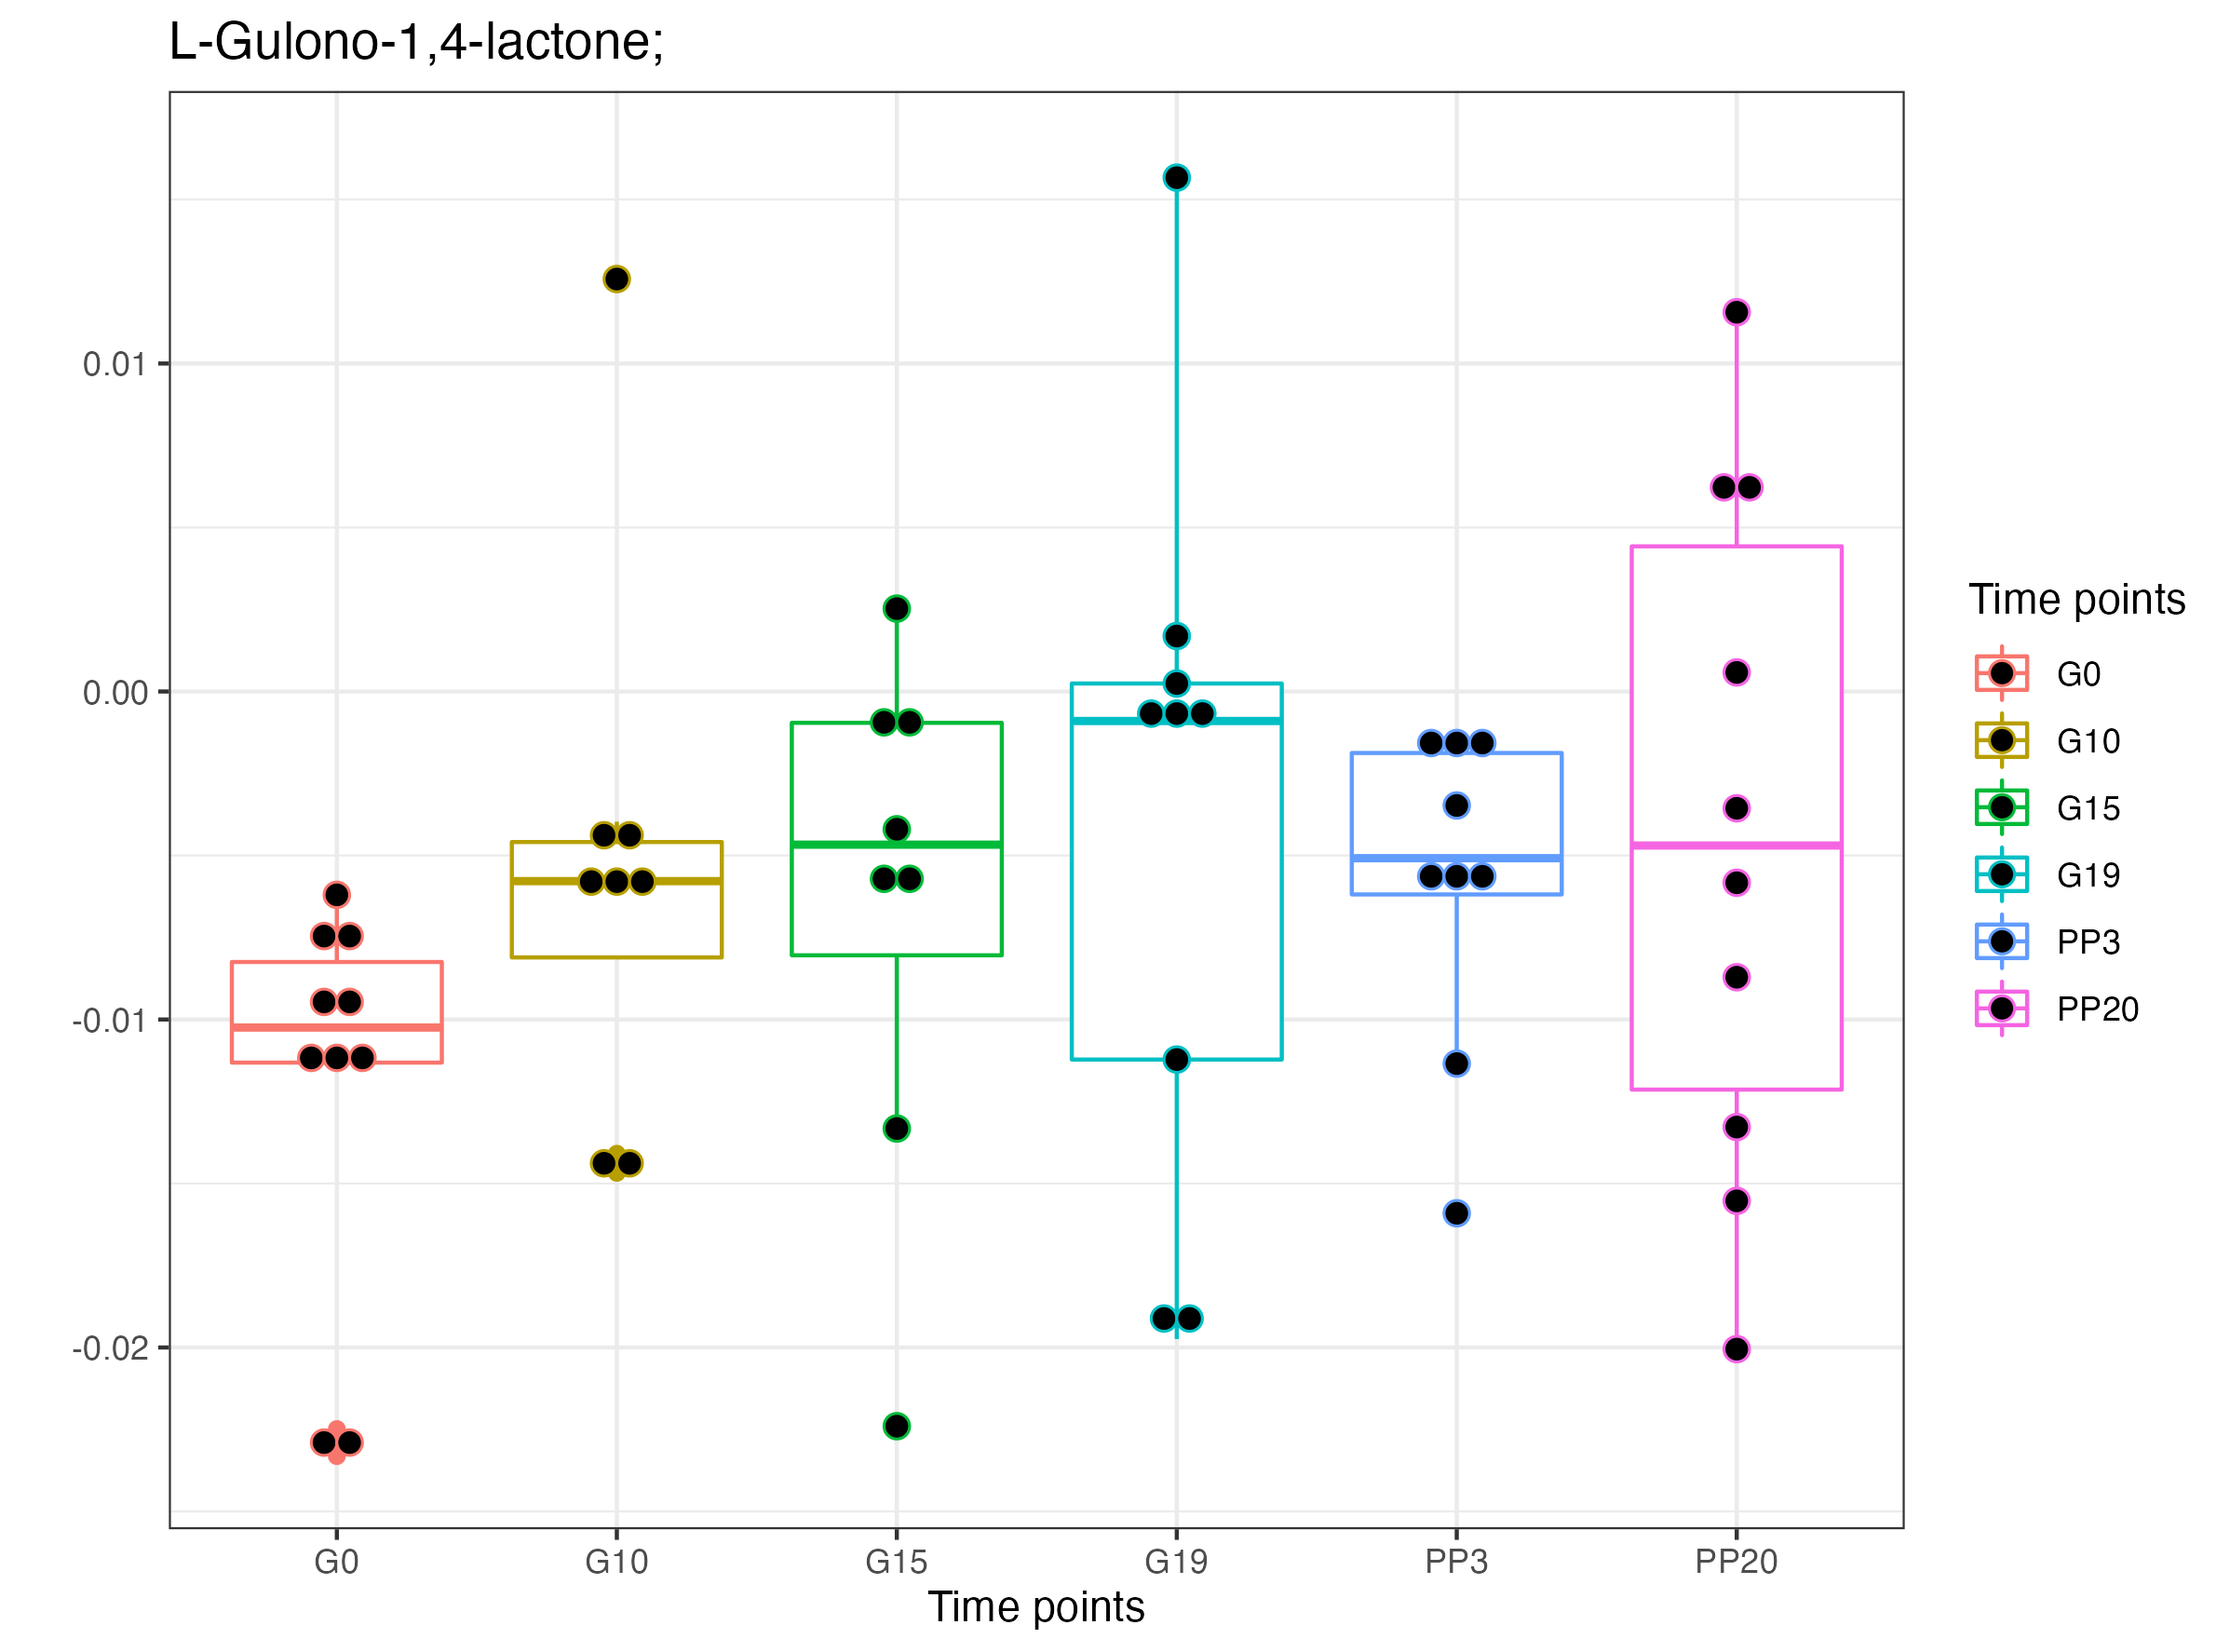 L-Gulono-1,4-lactone;
0.01
0.00
-0.01
-0.02
G0 G10 G15 G19 PP3 PP20
Time points
Time points
G0
G10
G15
G19
PP3
PP20